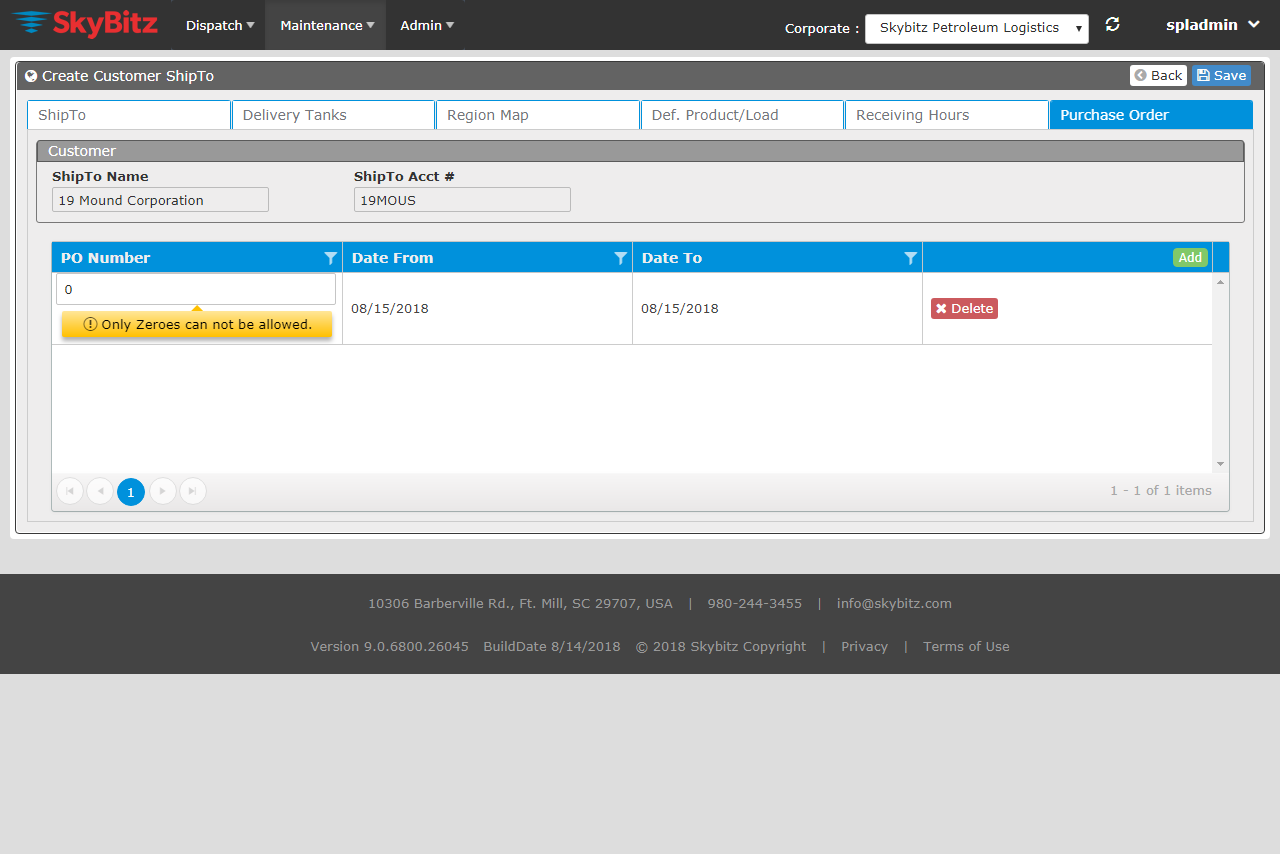 SkyBitz Dispatch Maintenance Admin Corporate : Skybitz Petroleum Logistics spladmin
Create Customer ShipTo Back Save
ShipTo Delivery Tanks Region Map Def. Product/Load Receiving Hours Purchase Order
Customer
ShipTo Name ShipTo Acct #
19 Mound Corporation 19MOUS
PO Number Date From Date To Add
0
08/15/2018 08/15/2018 Delete
Only Zeroes can not be allowed.
1 1 - 1 of 1 items
10306 Barberville Rd., Ft. Mill, SC 29707, USA | 980-244-3455 | info@skybitz.com
Version 9.0.6800.26045 BuildDate 8/14/2018 © 2018 Skybitz Copyright | Privacy | Terms of Use